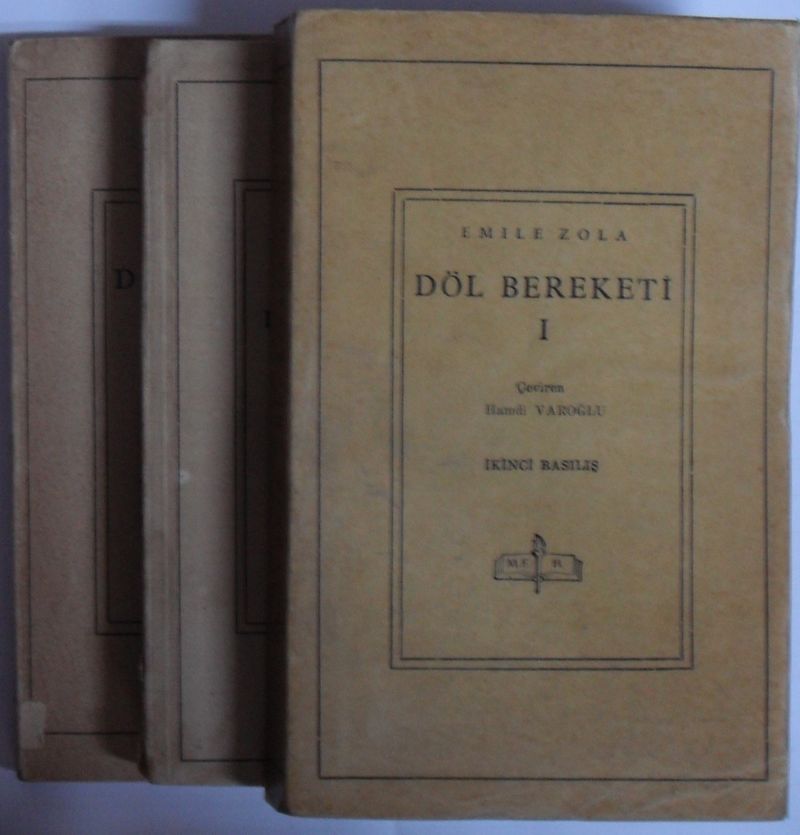 EMILE ZOLA
DÖL BEREKETİ
I
Çeviren
Hamdi VAROĞLU
İKİNCİ BASILIŞ
M.E. B.
D